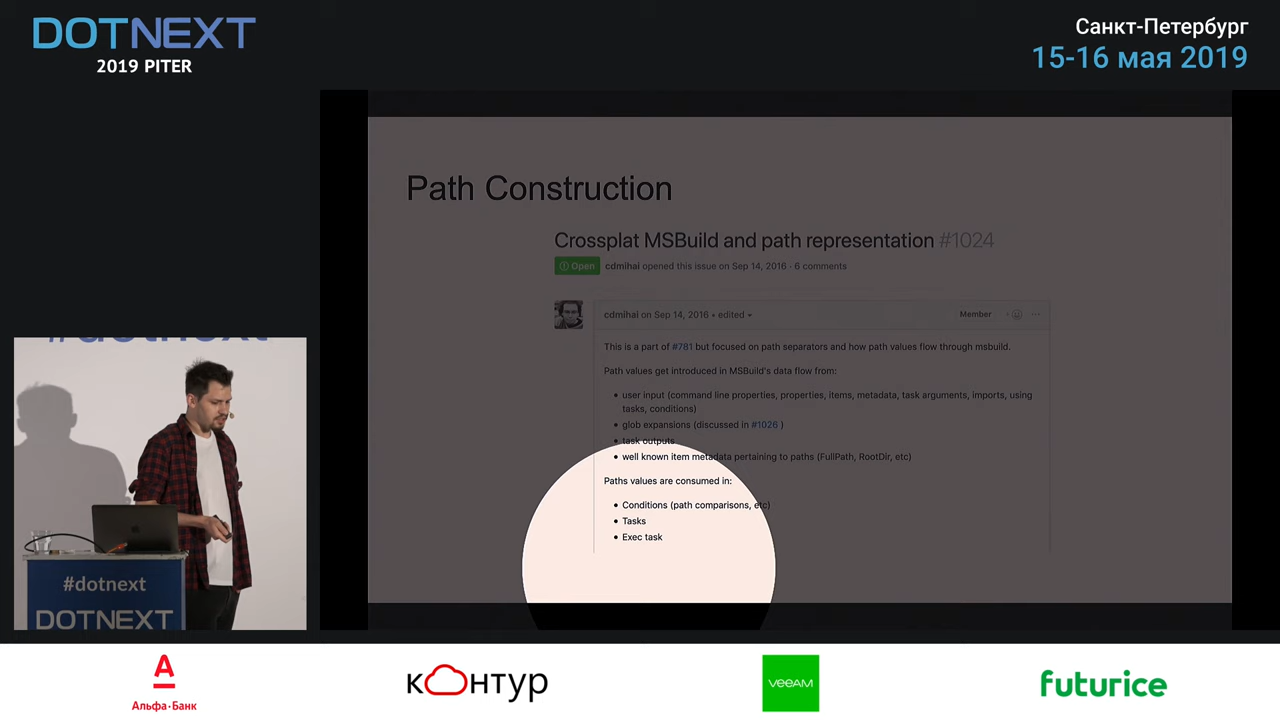 DOTNEXT
2019 PITER
Санкт-Петербург
15-16 мая 2019
Path Construction
Crossplat MSBuild and path representation #1024
Open cdmihai opened this issue on Sep 14, 2016 · 6 comments
cdmihai on Sep 14, 2016 • edited
Member
This is a part of #781 but focused on path separators and how path values flow through msbuild.
Path values get introduced in MSBuild's data flow from:
• user input (command line properties, properties, items, metadata, task arguments, imports, using
tasks, conditions)
• glob expansions (discussed in #1026 )
• task outputs
• well known item metadata pertaining to paths (FullPath, RootDir, etc)
Paths values are consumed in:
• Conditions (path comparisons, etc)
• Tasks
• Exec task
#dotnext
#dotnext
DOTNEXT
А
Альфа·Банк
контур
veeam
futurice